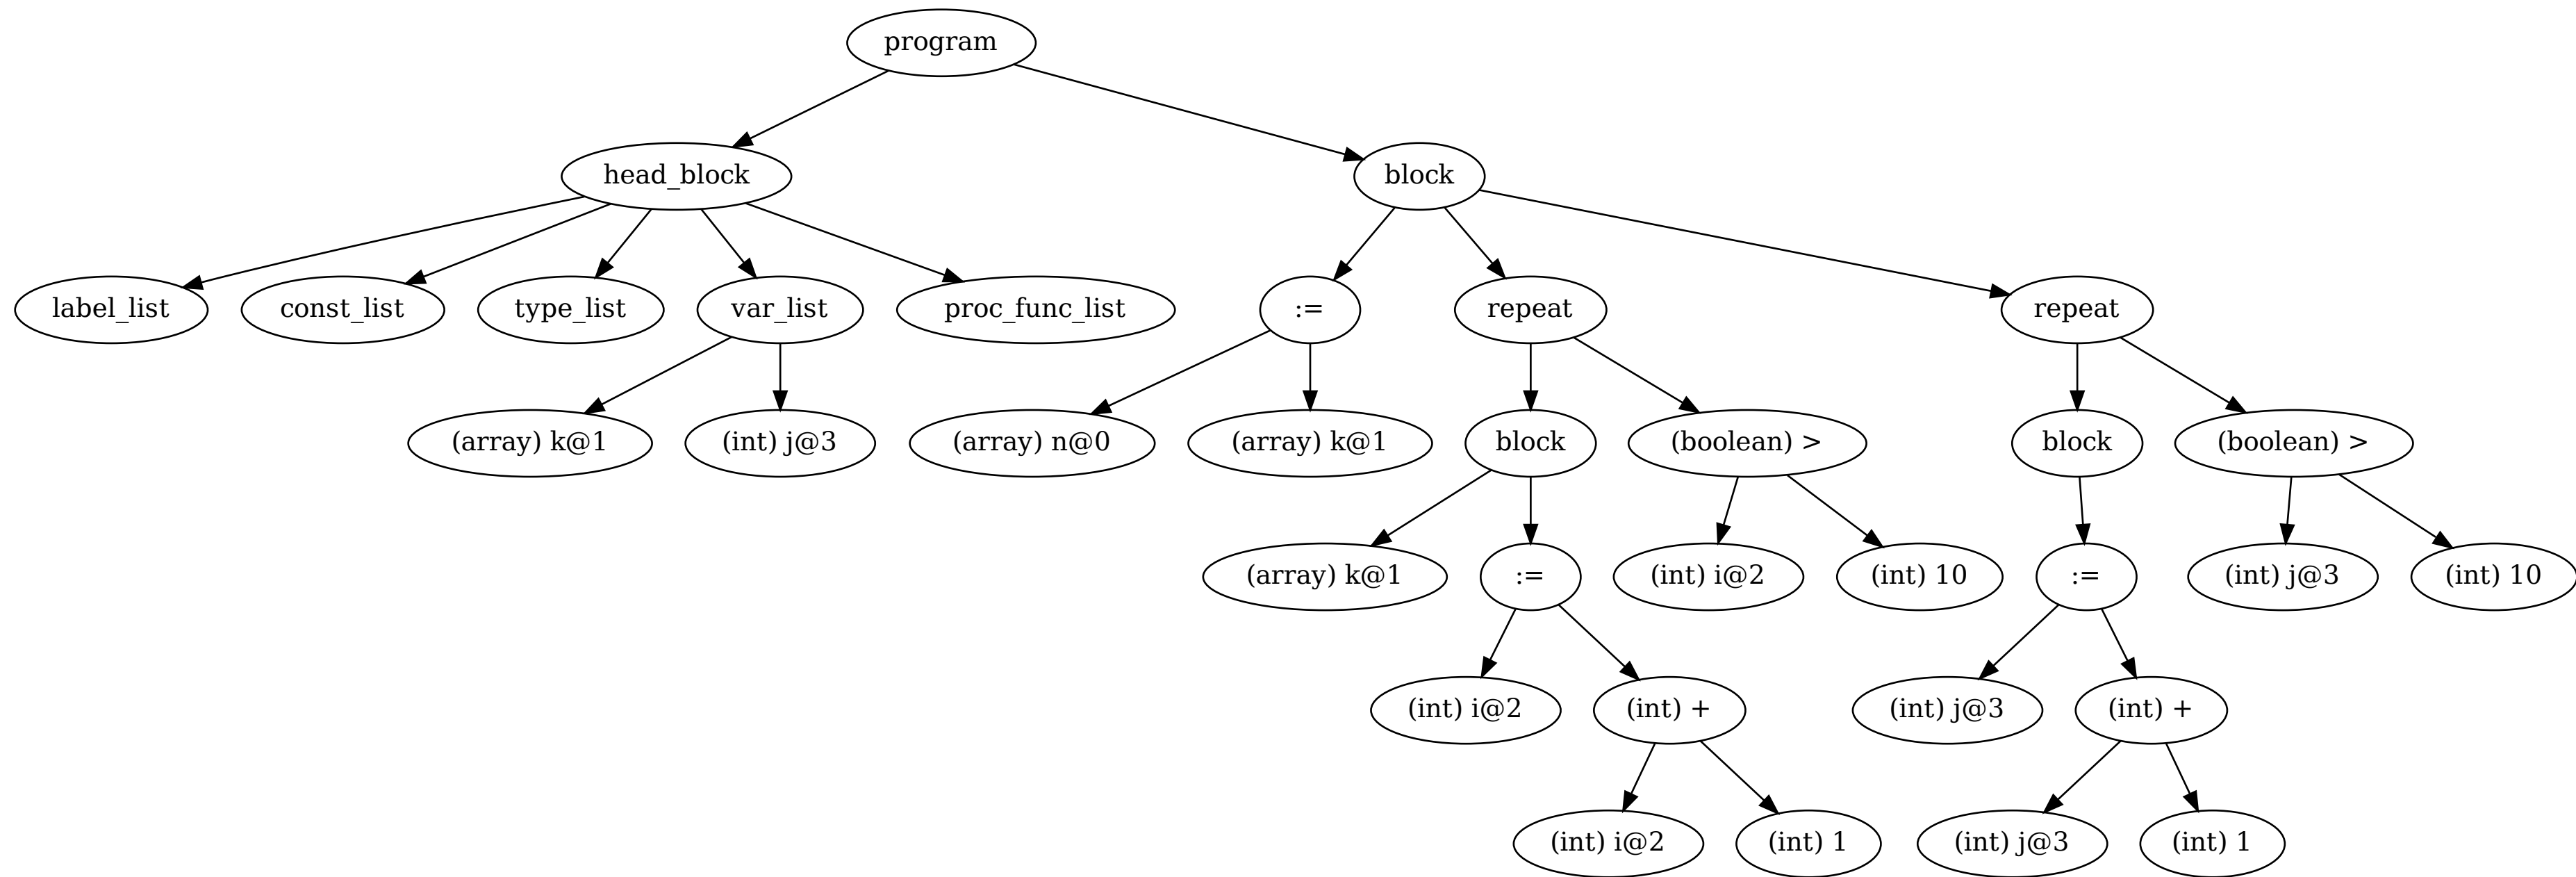 program
head_block
block
label_list
const_list
type_list
var_list
proc_func_list
:=
repeat
repeat
(array) k@1
(int) j@3
(array) n@0
(array) k@1
block
(boolean) >
block
(boolean) >
(array) k@1
:=
(int) i@2
(int) 10
:=
(int) j@3
(int) 10
(int) i@2
(int) +
(int) j@3
(int) +
(int) i@2
(int) 1
(int) j@3
(int) 1